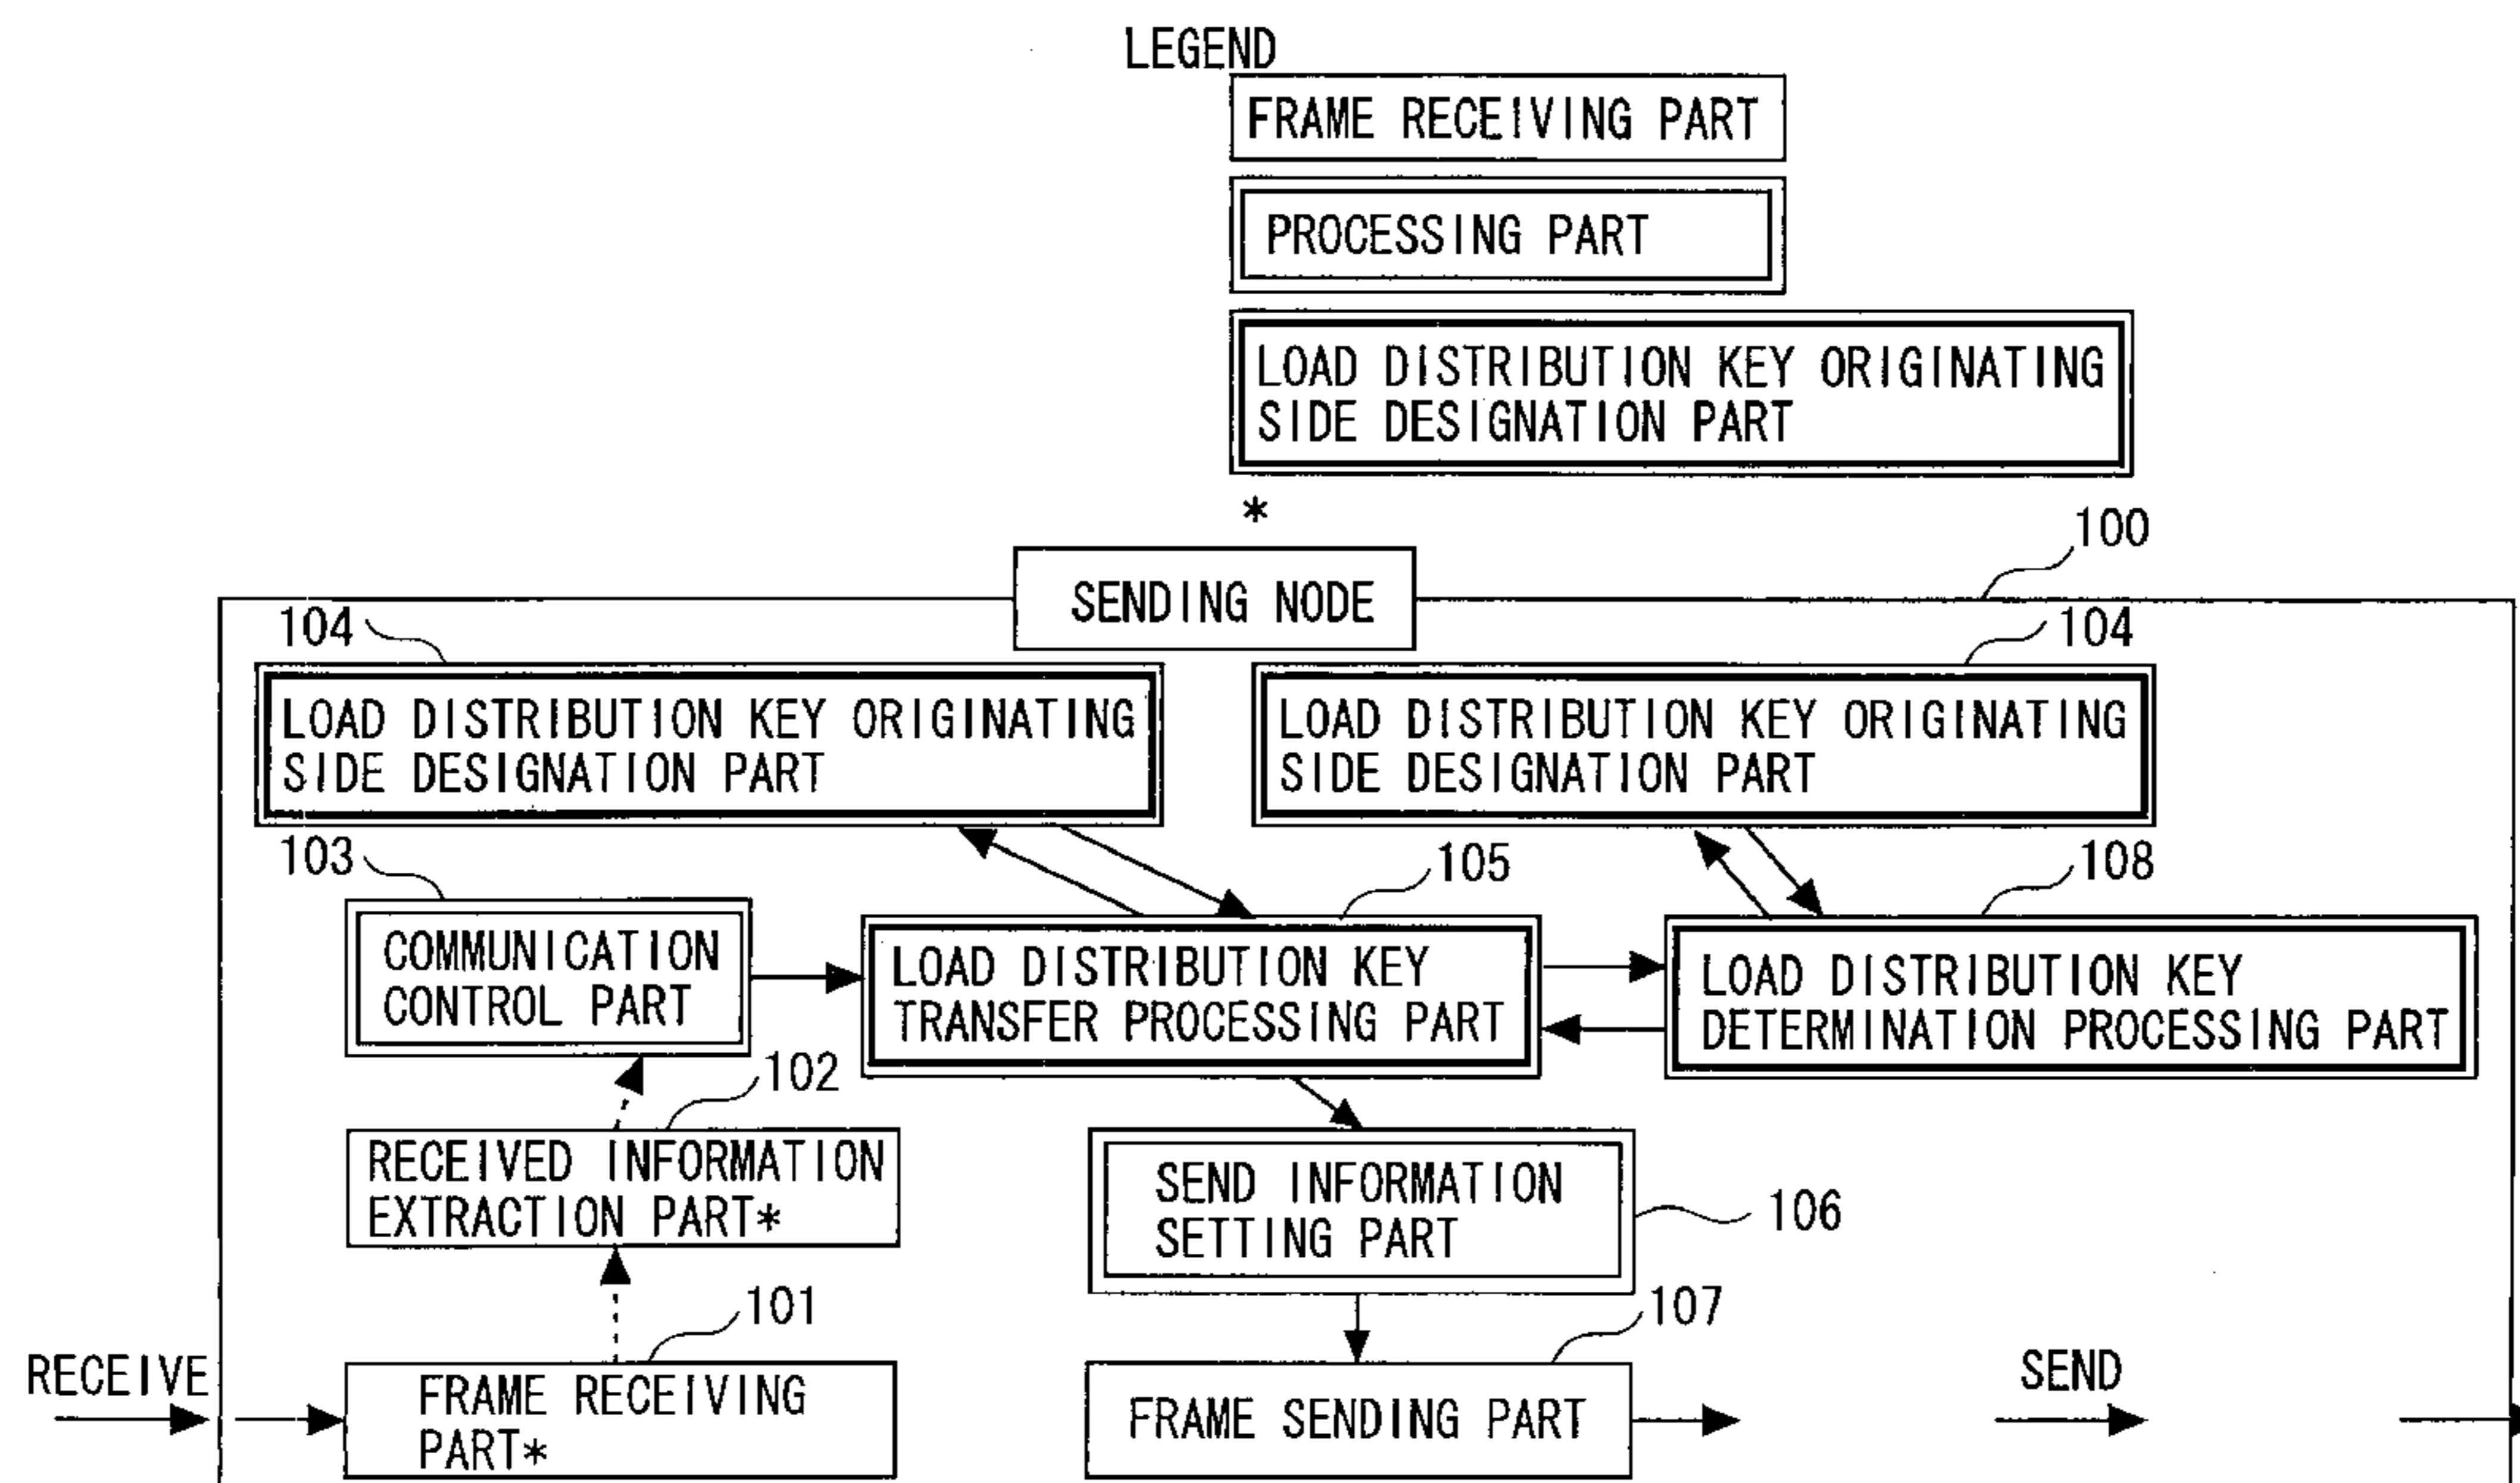 LEGEND
FRAME RECEIVING PART
PROCESSING PART
LOAD DISTRIBUTION KEY ORIGINATING
SIDE DESIGNATION PART
*
100
SENDING NODE
104
104
LOAD DISTRIBUTION KEY ORIGINATING
SIDE DESIGNATION PART
LOAD DISTRIBUTION KEY ORIGINATING
SIDE DESIGNATION PART
103
105
108
COMMUNICATION
CONTROL PART
LOAD DISTRIBUTION KEY
TRANSFER PROCESSING PART
LOAD DISTRIBUTION KEY
DETERMINATION PROCESSING PART
102
RECEIVED INFORMATION
EXTRACTION PART*
SEND INFORMATION
SETTING PART
106
101
107
RECEIVE
FRAME RECEIVING
PART*
FRAME SENDING PART
SEND